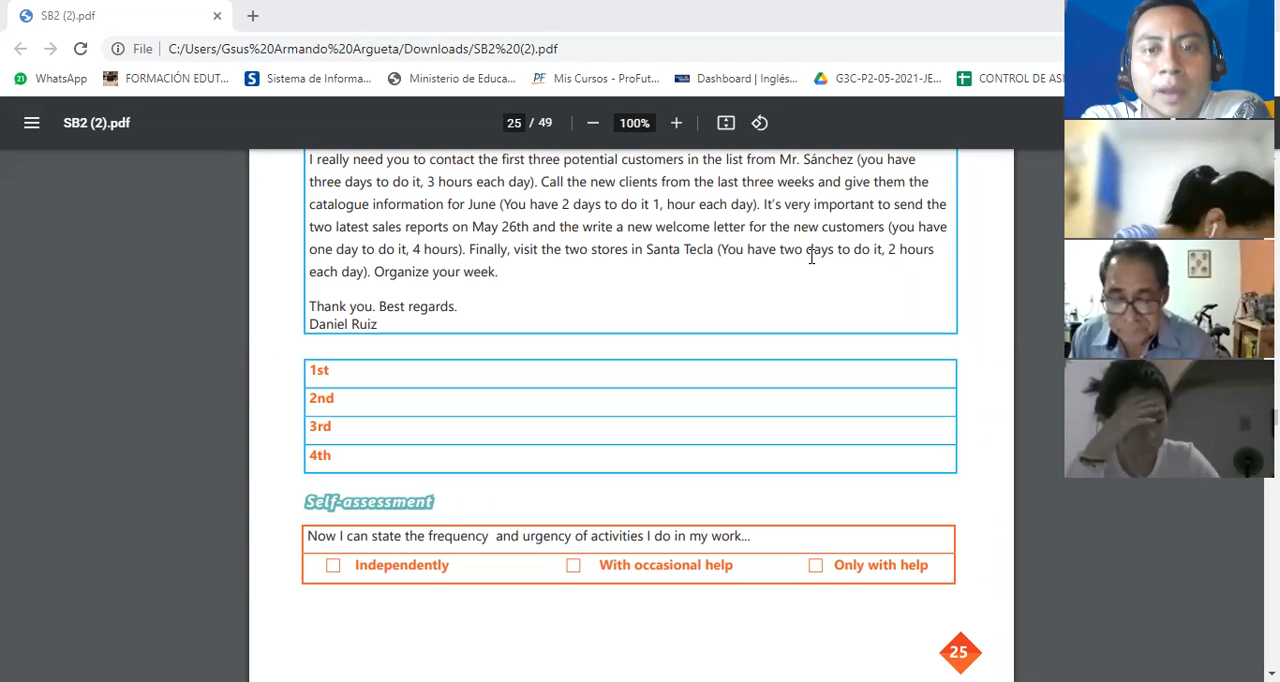 SB2 (2).pdf
File
C:/Users/Gsus%20Armando%20Argueta/Downloads/SB2%20(2).pdf
21 WhatsApp
FORMACIÓN EDUT...
S Sistema de Informa...
Ministerio de Educa...
PF Mis Cursos - ProFut...
Dashboard | Inglés...
G3C-P2-05-2021-JE...
CONTROL DE AS
SB2 (2).pdf
25 / 49
100%
I really need you to contact the first three potential customers in the list from Mr. Sánchez (you have
three days to do it, 3 hours each day). Call the new clients from the last three weeks and give them the
catalogue information for June (You have 2 days to do it 1, hour each day). It's very important to send the
two latest sales reports on May 26th and the write a new welcome letter for the new customers (you have
one day to do it, 4 hours). Finally, visit the two stores in Santa Tecla (You have two days to do it, 2 hours
each day). Organize your week.
Thank you. Best regards.
Daniel Ruiz
1st
2nd
3rd
4th
Self-assessment
Now I can state the frequency and urgency of activities I do in my work...
Independently
With occasional help
Only with help
25